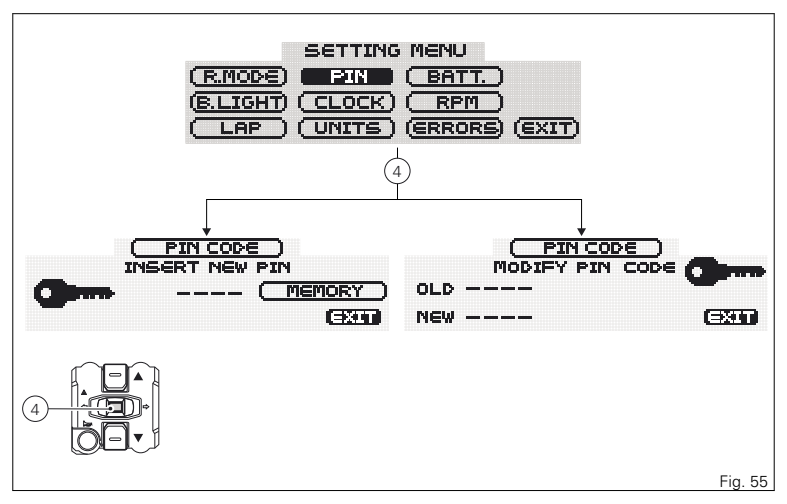 SETTING MENU
R.MODE PIN BATT.
B.LIGHT CLOCK RPM
LAP UNITS ERRORS EXIT
4
PIN CODE
INSERT NEW PIN
---- MEMORY
EXIT
PIN CODE
MODIFY PIN CODE
OLD ----
NEW ---- EXIT
4
Fig. 55